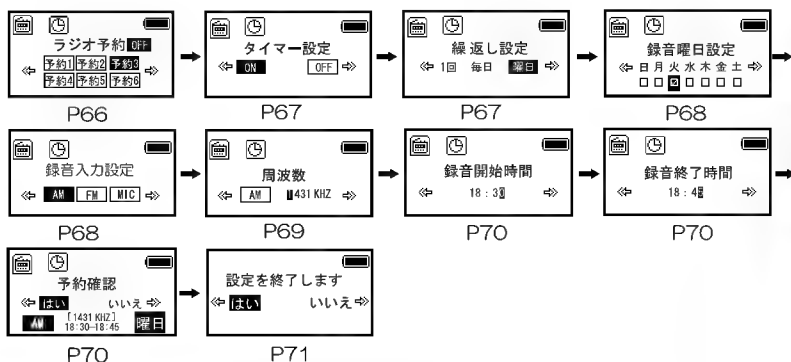 ラジオ予約 OFF
予約1 予約2 予約3
予約4 予約5 予約6
P66
タイマー設定
ON OFF
P67
繰返し設定
1回 毎日 曜日
P67
録音曜日設定
日 月 火 水 木 金 土
P68
録音入力設定
AM FM MIC
P68
周波数
AM 1431 KHZ
P69
録音開始時間
18:30
P70
録音終了時間
18:45
P70
予約確認
はい いいえ
AM [1431 KHZ] 曜日
18:30-18:45
P70
設定を終了します
はい いいえ
P71